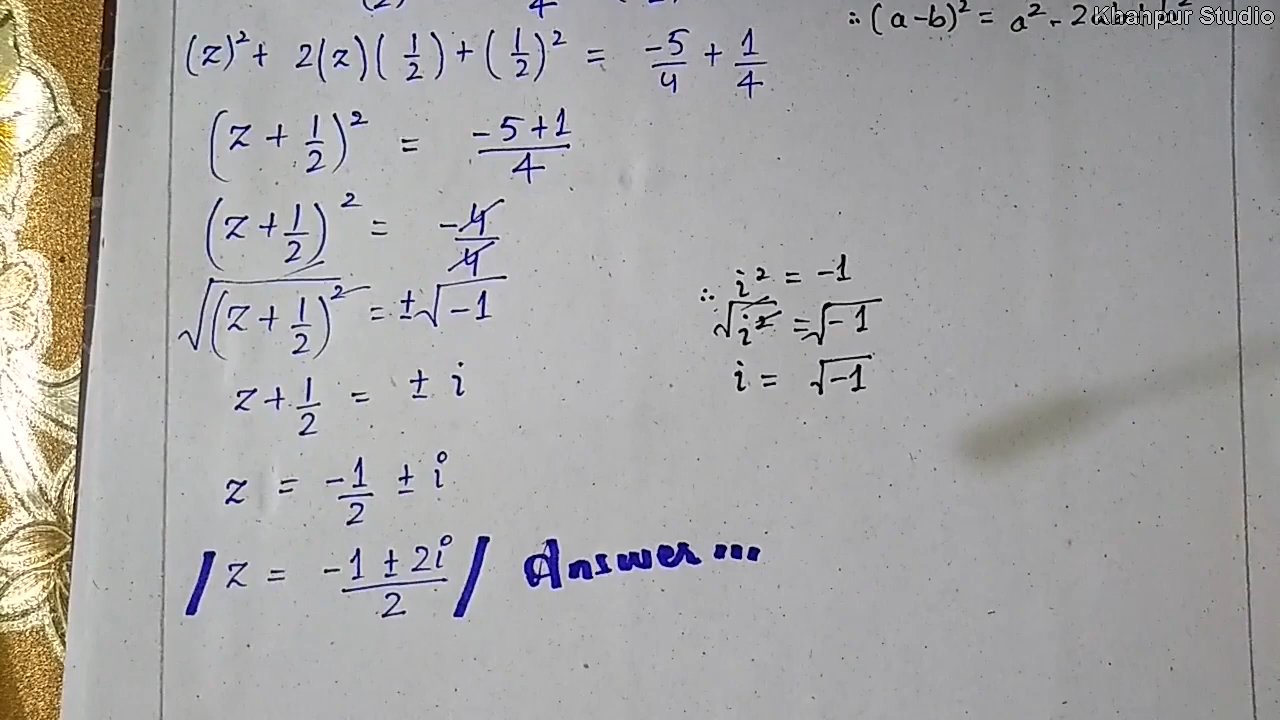 ∴ (a-b)² = a² - 2
Khanpur Studio
(z)² + 2(z)(1/2) + (1/2)² = -5/4 + 1/4
(z + 1/2)² = -5+1/4
(z + 1/2)² = -4/4
√(z + 1/2)² = ±√-1
z + 1/2 = ± i
z = -1/2 ± i
z = -1 ± 2i/2 Answer...
∴ i² = -1
√i² = √-1
i = √-1